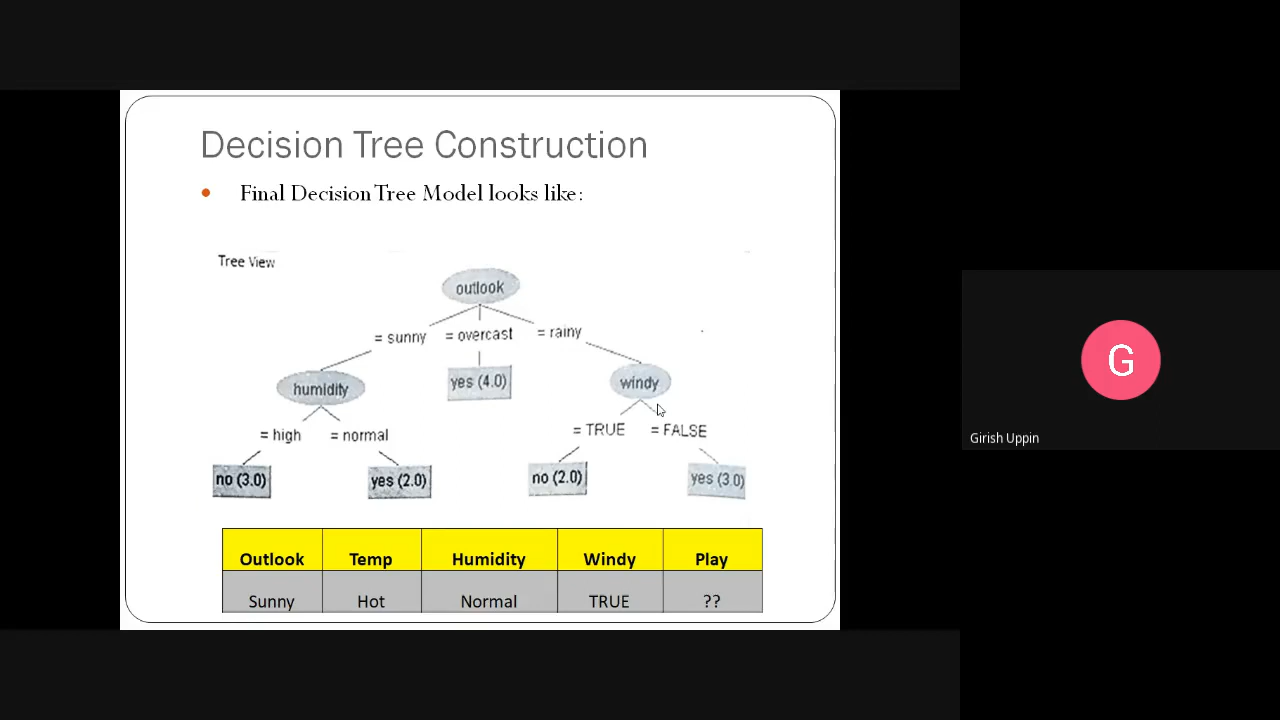 Decision Tree Construction
• Final Decision Tree Model looks like:
Tree View
outlook
= sunny = overcast = rainy
humidity yes (4.0) windy
= high = normal = TRUE = FALSE
no (3.0) yes (2.0) no (2.0) yes (3.0)
Outlook Temp Humidity Windy Play
Sunny Hot Normal TRUE ??
G
Girish Uppin